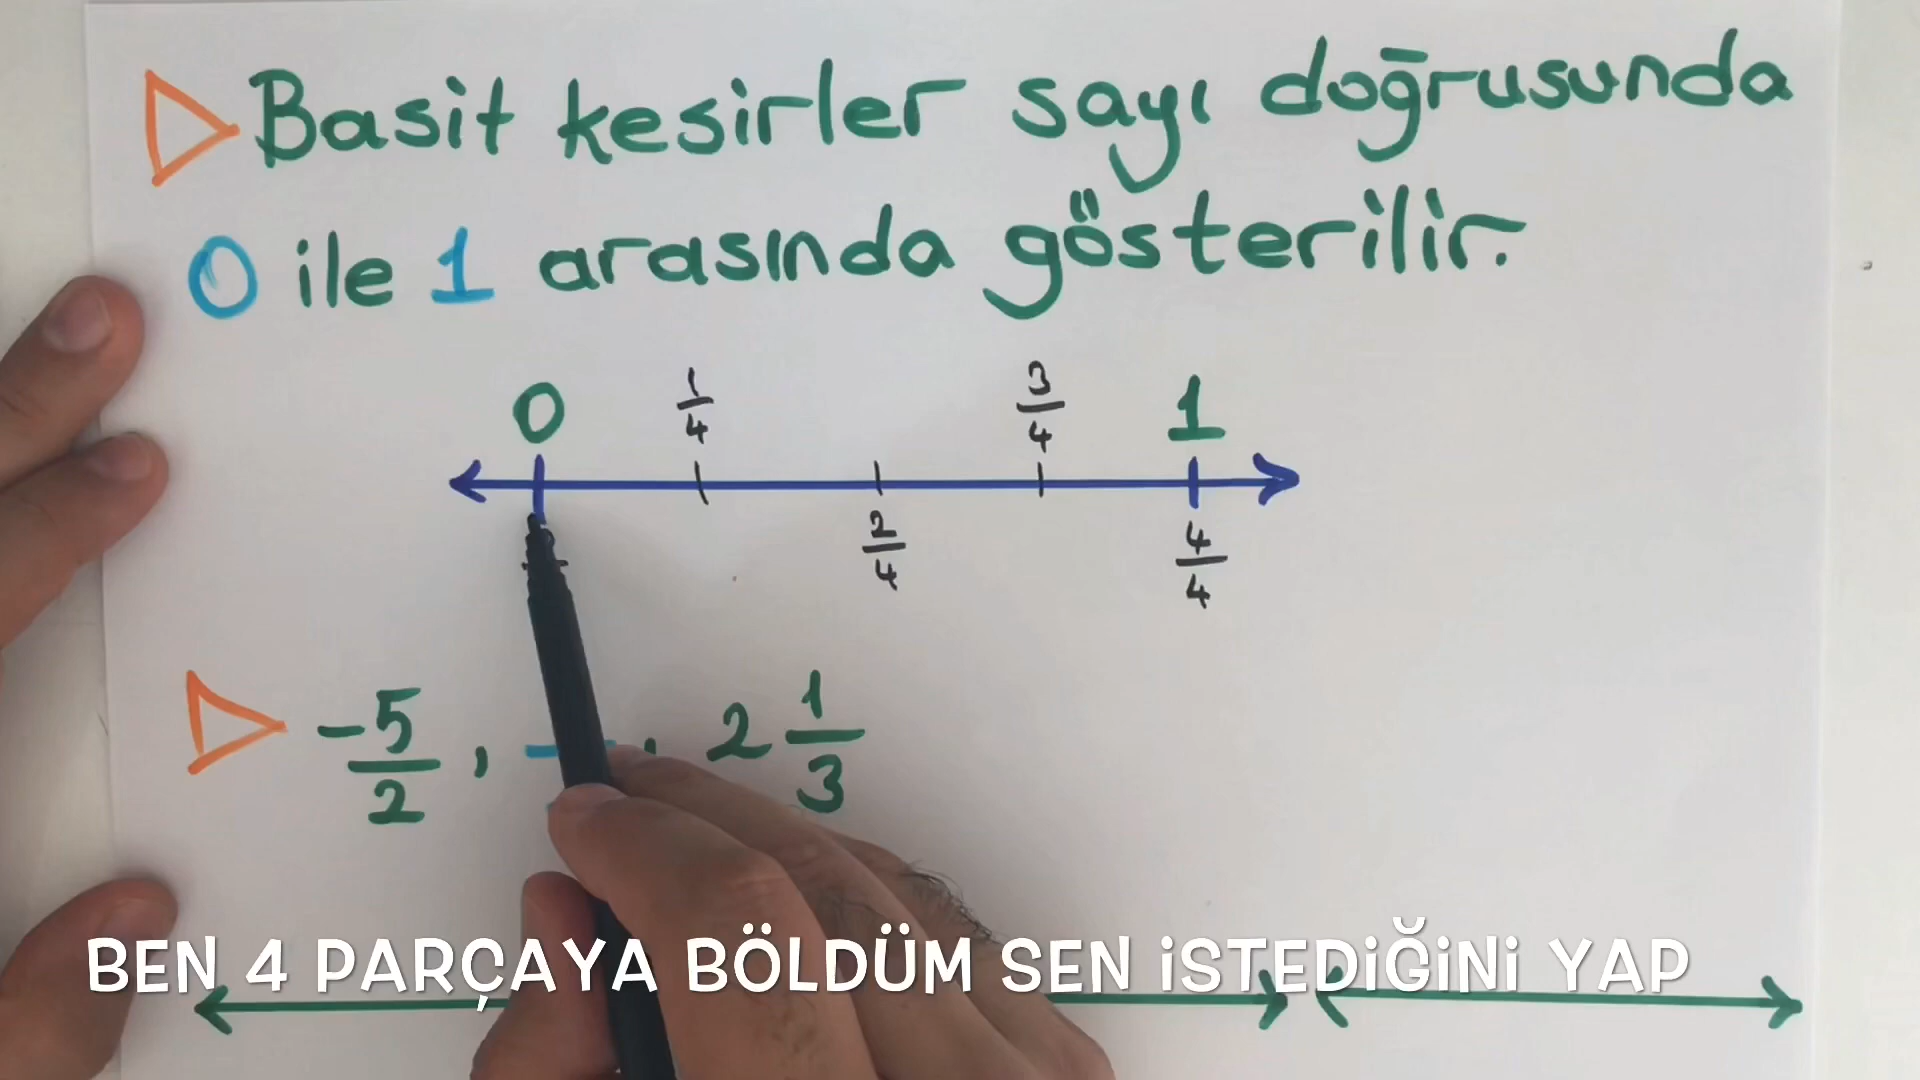 Basit kesirler sayı doğrusunda
0 ile 1 arasında gösterilir.
0 1/4 3/4 1
2/4 4/4
-5/2, , 2 1/3
BEN 4 PARÇAYA BÖLDÜM SEN İSTEDİĞİNİ YAP